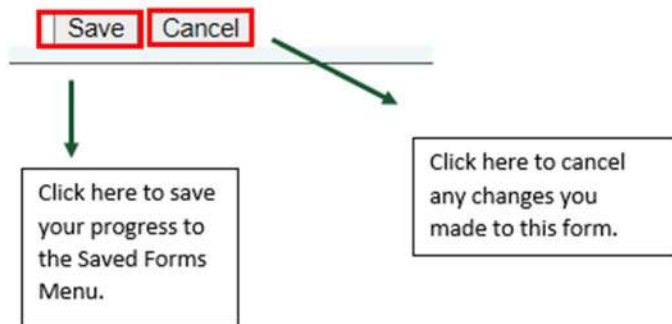 Save Cancel
Click here to save
your progress to
the Saved Forms
Menu.
Click here to cancel
any changes you
made to this form.